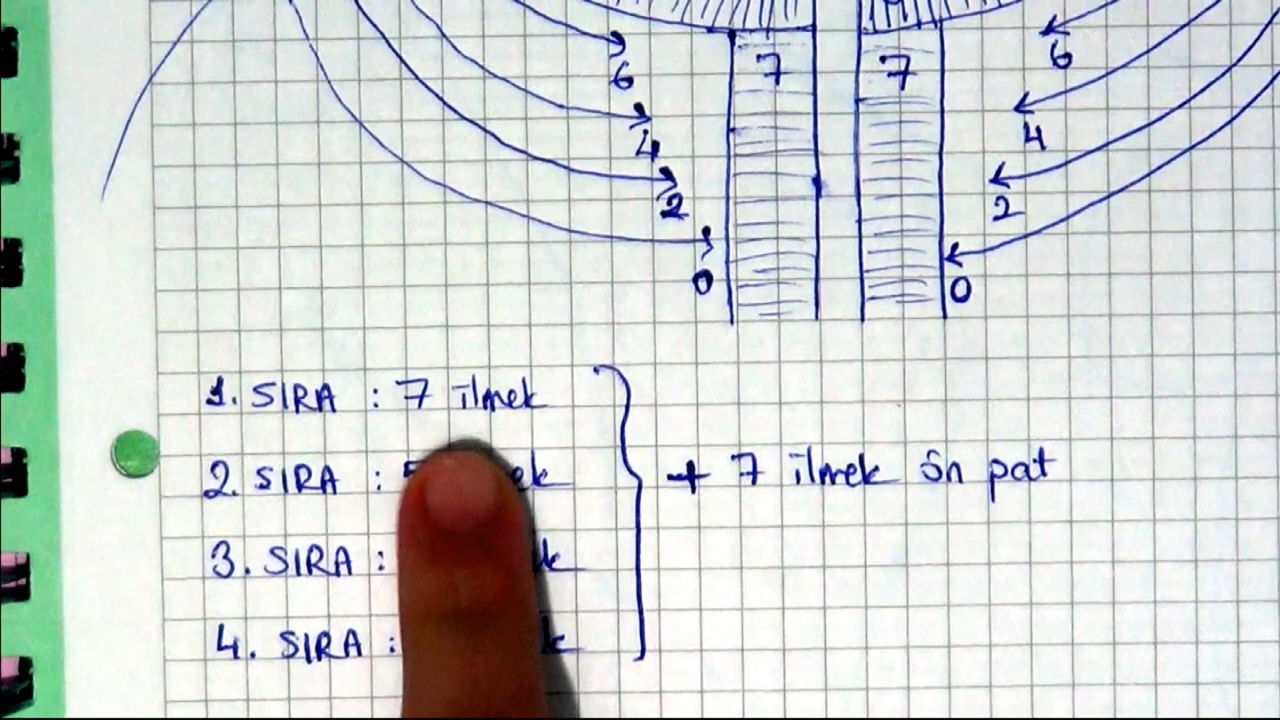 6 7 7 6
4 4
2 2
0 0
1. SIRA : 7 ilmek
2. SIRA :
+ 7 ilmek ön pat
3. SIRA :
4. SIRA :